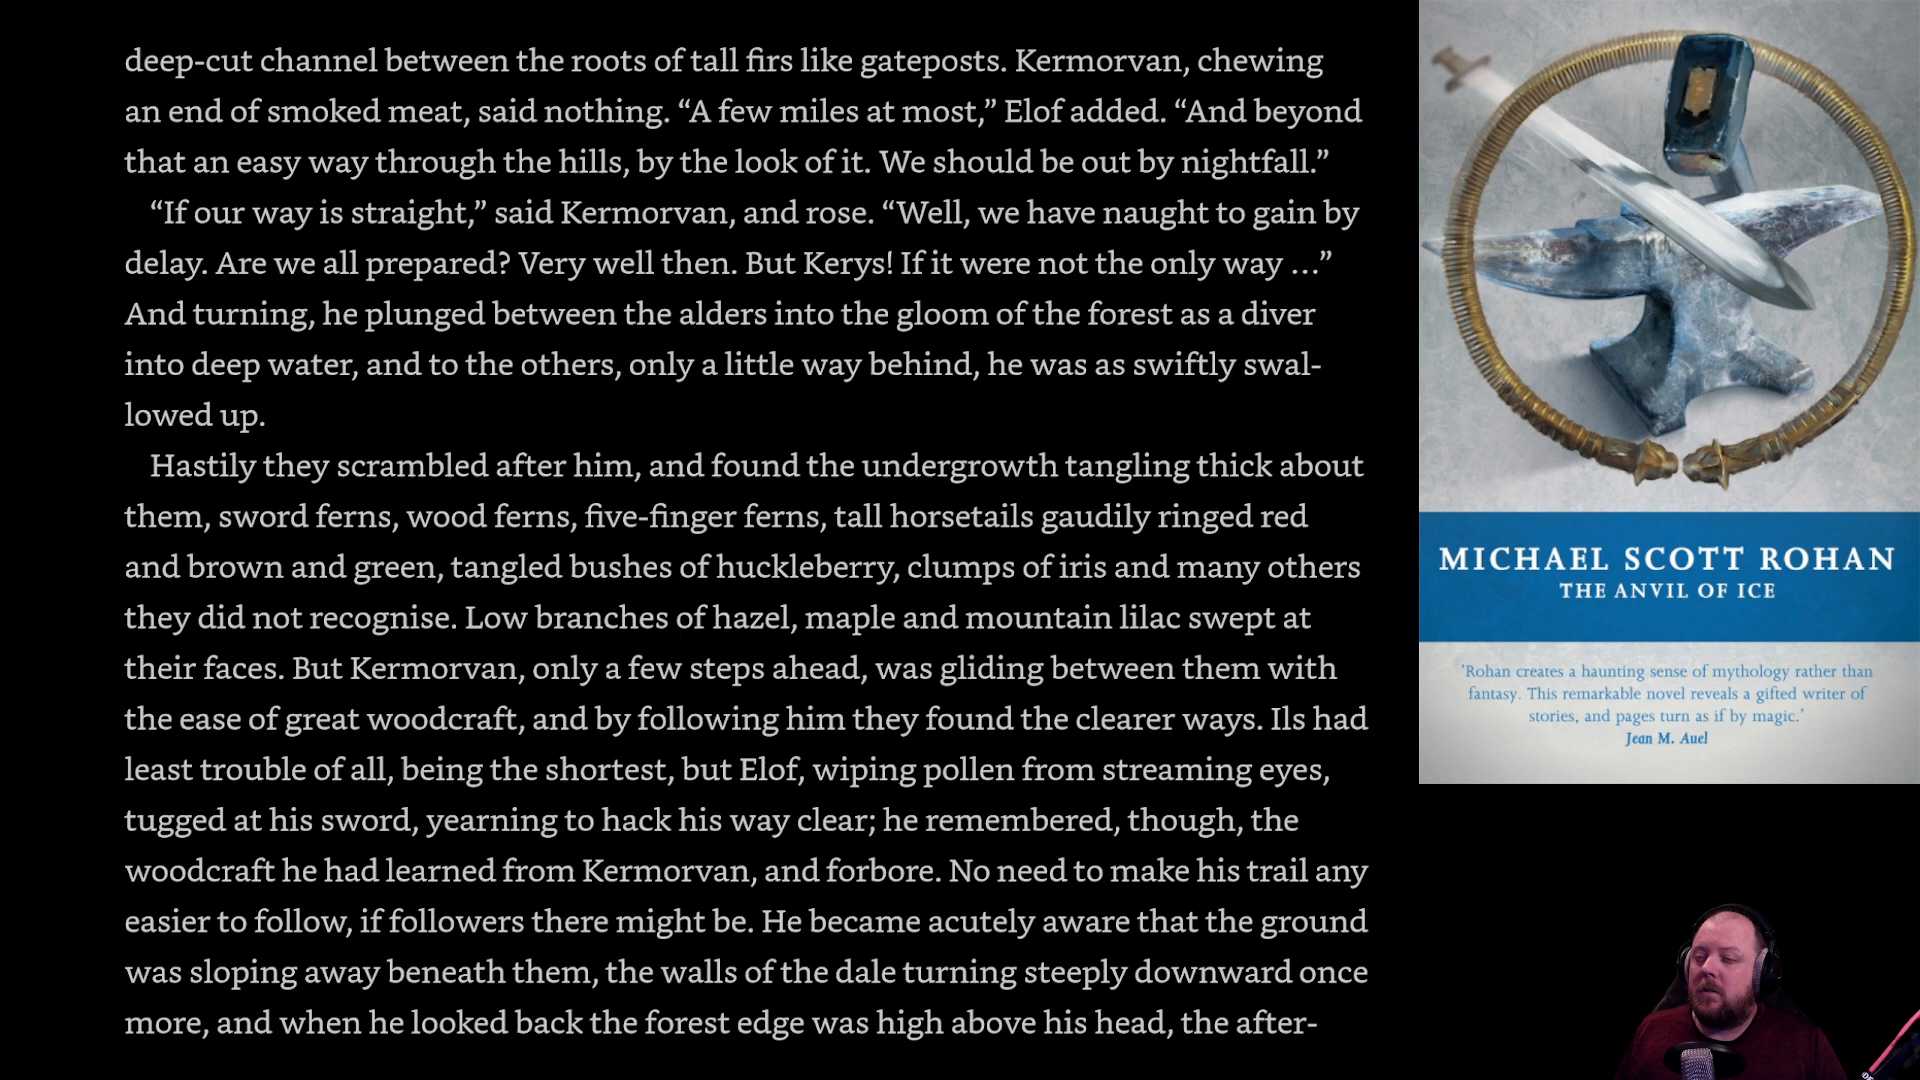 deep-cut channel between the roots of tall firs like gateposts. Kermorvan, chewing
an end of smoked meat, said nothing. “A few miles at most,” Elof added. “And beyond
that an easy way through the hills, by the look of it. We should be out by nightfall.”
“If our way is straight,” said Kermorvan, and rose. “Well, we have naught to gain by
delay. Are we all prepared? Very well then. But Kerys! If it were not the only way …”
And turning, he plunged between the alders into the gloom of the forest as a diver
into deep water, and to the others, only a little way behind, he was as swiftly swal-
lowed up.
Hastily they scrambled after him, and found the undergrowth tangling thick about
them, sword ferns, wood ferns, five-finger ferns, tall horsetails gaudily ringed red
and brown and green, tangled bushes of huckleberry, clumps of iris and many others
they did not recognise. Low branches of hazel, maple and mountain lilac swept at
their faces. But Kermorvan, only a few steps ahead, was gliding between them with
the ease of great woodcraft, and by following him they found the clearer ways. Ils had
least trouble of all, being the shortest, but Elof, wiping pollen from streaming eyes,
tugged at his sword, yearning to hack his way clear; he remembered, though, the
woodcraft he had learned from Kermorvan, and forbore. No need to make his trail any
easier to follow, if followers there might be. He became acutely aware that the ground
was sloping away beneath them, the walls of the dale turning steeply downward once
more, and when he looked back the forest edge was high above his head, the after-
MICHAEL SCOTT ROHAN
THE ANVIL OF ICE
‘Rohan creates a haunting sense of mythology rather than
fantasy. This remarkable novel reveals a gifted writer of
stories, and pages turn as if by magic.’
Jean M. Auel